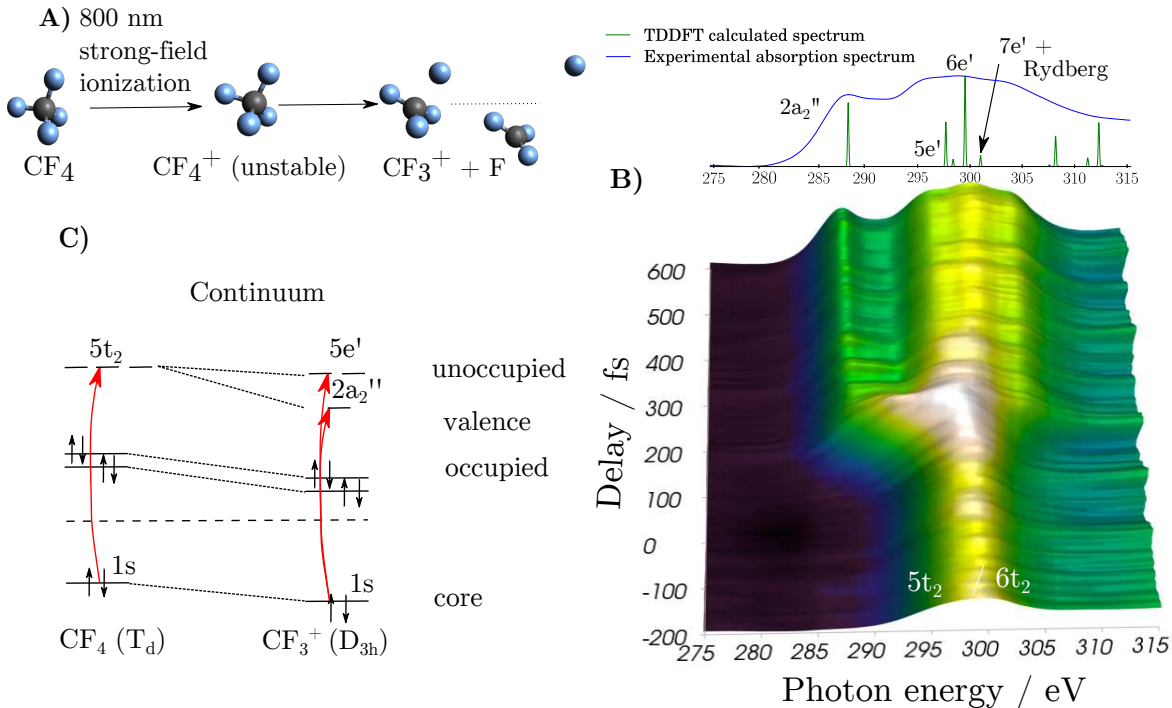 A) 800 nm
strong-field
ionization
CF₄
CF₄⁺ (unstable)
CF₃⁺ + F
TDDFT calculated spectrum
Experimental absorption spectrum
7e' +
Rydberg
6e'
2a₂"
5e'
275 280 285 290 295 300 305 310 315
B)
600
500
450
400
300
200
100
0
-100
-200
Delay / fs
5t₂ / 6t₂
275 280 285 290 295 300 305 310 315
Photon energy / eV
C)
Continuum
5t₂
5e'
unoccupied
2a₂''
valence
occupied
1s
1s
core
CF₄ (T_d)
CF₃⁺ (D₃ₕ)